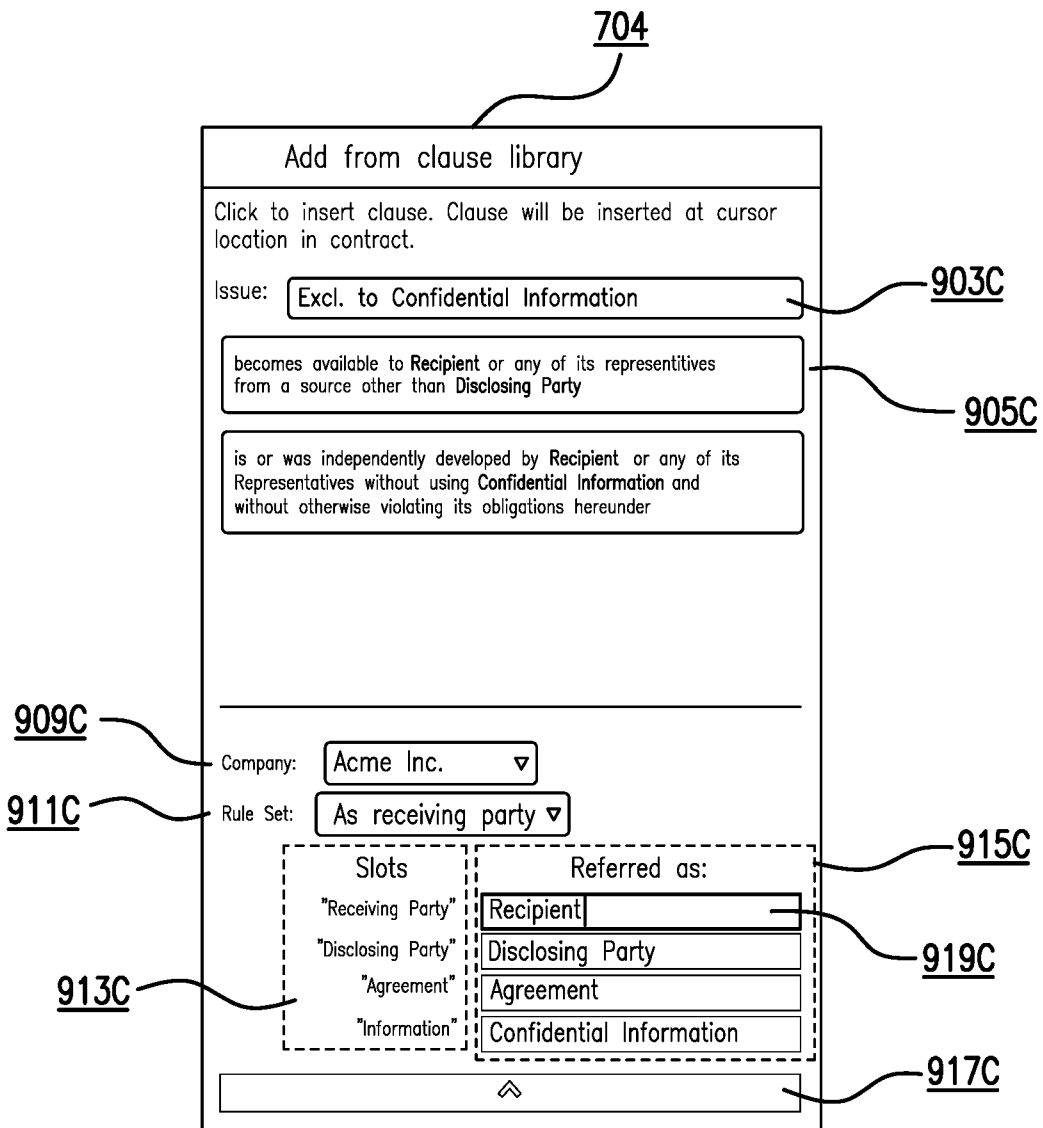 704
Add from clause library
Click to insert clause. Clause will be inserted at cursor
location in contract.
Issue: Excl. to Confidential Information
903C
becomes available to Recipient or any of its representitives
from a source other than Disclosing Party
905C
is or was independently developed by Recipient or any of its
Representatives without using Confidential Information and
without otherwise violating its obligations hereunder
909C
Company: Acme Inc.
911C
Rule Set: As receiving party
915C
Slots Referred as:
"Receiving Party" Recipient
919C
"Disclosing Party" Disclosing Party
913C
"Agreement" Agreement
"Information" Confidential Information
917C